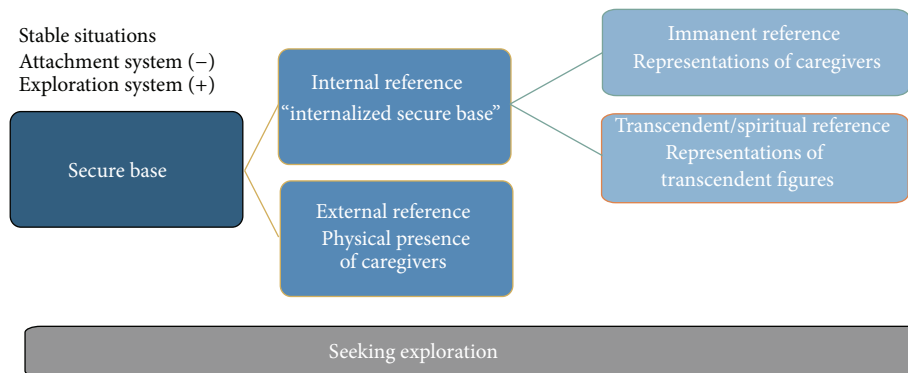 Stable situations
Attachment system (−)
Exploration system (+)
Secure base
Internal reference
“internalized secure base”
External reference
Physical presence
of caregivers
Immanent reference
Representations of caregivers
Transcendent/spiritual reference
Representations of
transcendent figures
Seeking exploration